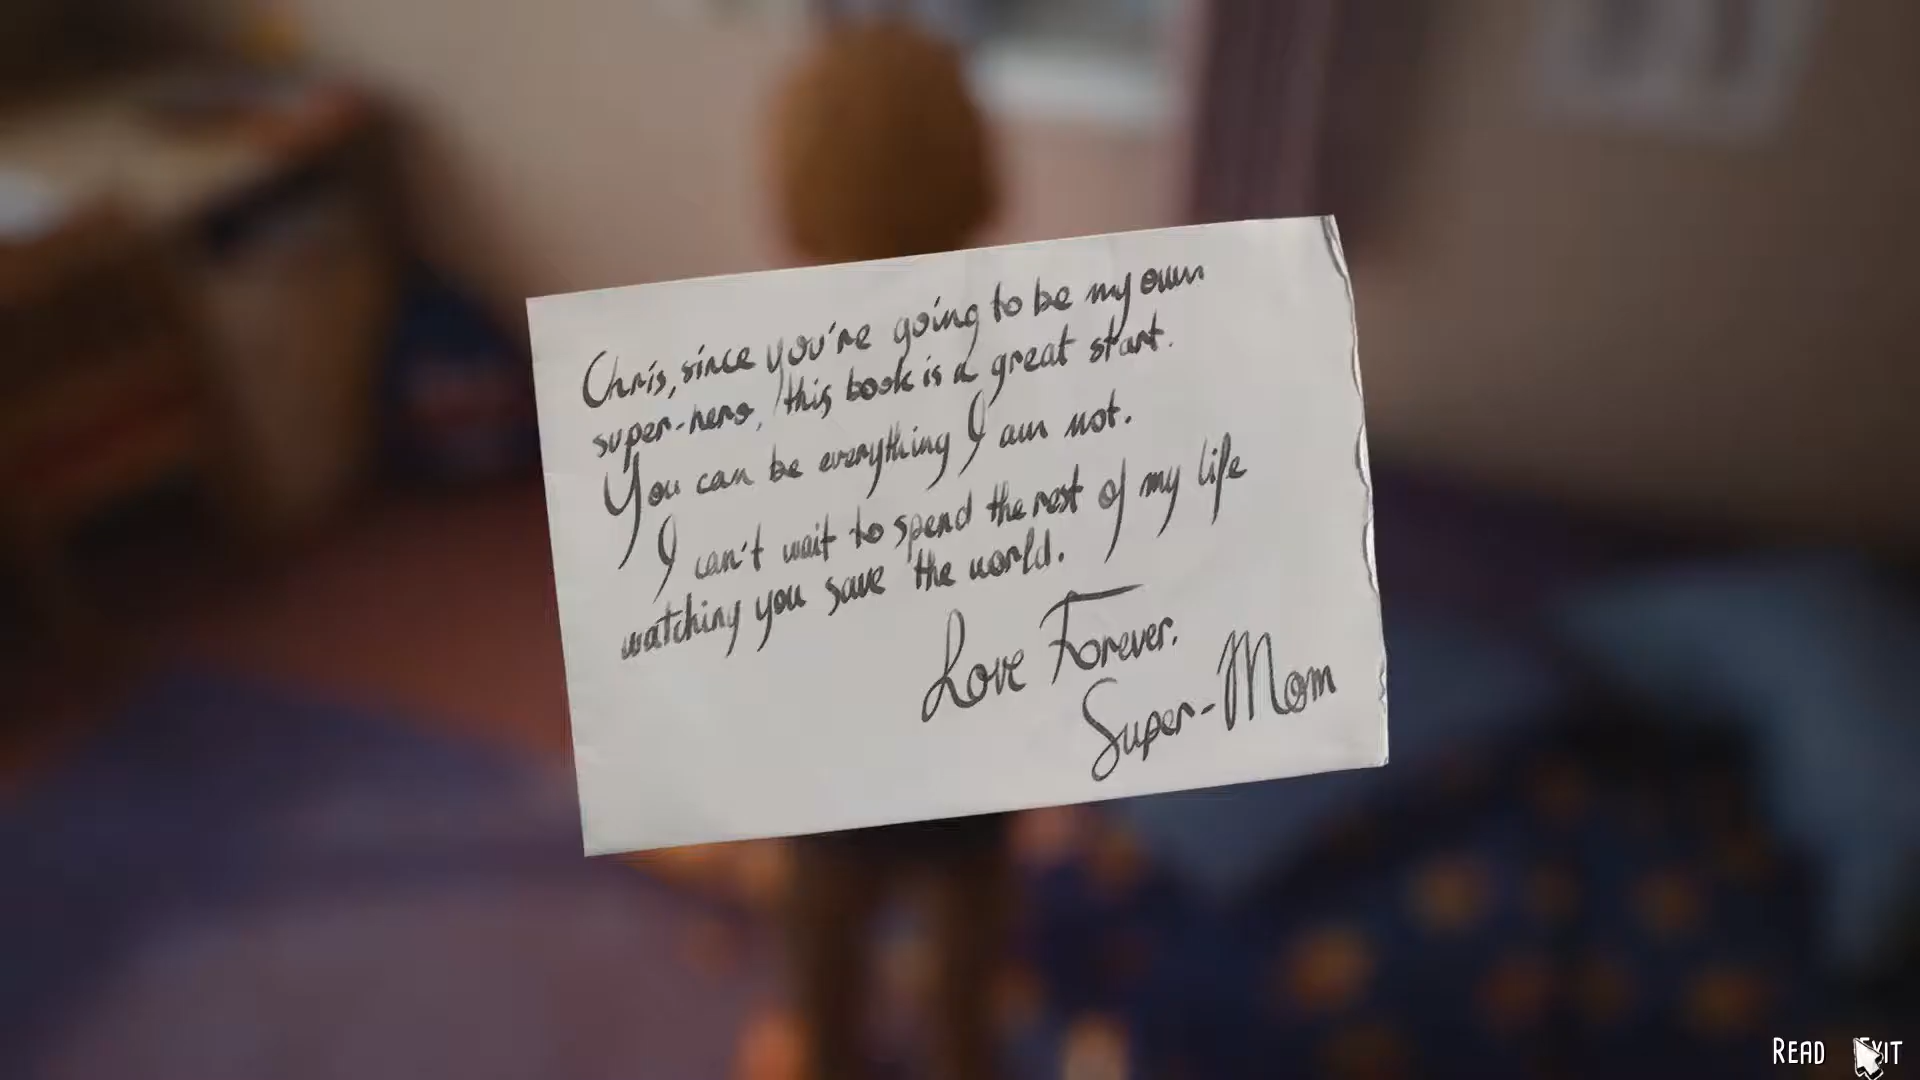 Chris, since you're going to be my own
super-hero, this book is a great start.
You can be everything I am not.
I can't wait to spend the rest of my life
watching you save the world.
Love Forever.
Super-Mom
READ EXIT